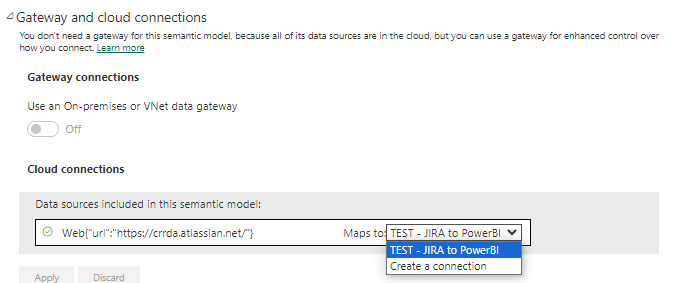 Gateway and cloud connections
You don't need a gateway for this semantic model, because all of its data sources are in the cloud, but you can use a gateway for enhanced control over
how you connect. Learn more
Gateway connections
Use an On-premises or VNet data gateway
Off
Cloud connections
Data sources included in this semantic model:
Web{"url":"https://crrda.atlassian.net/"} Maps to: TEST - JIRA to PowerBI
TEST - JIRA to PowerBI
Create a connection
Apply Discard